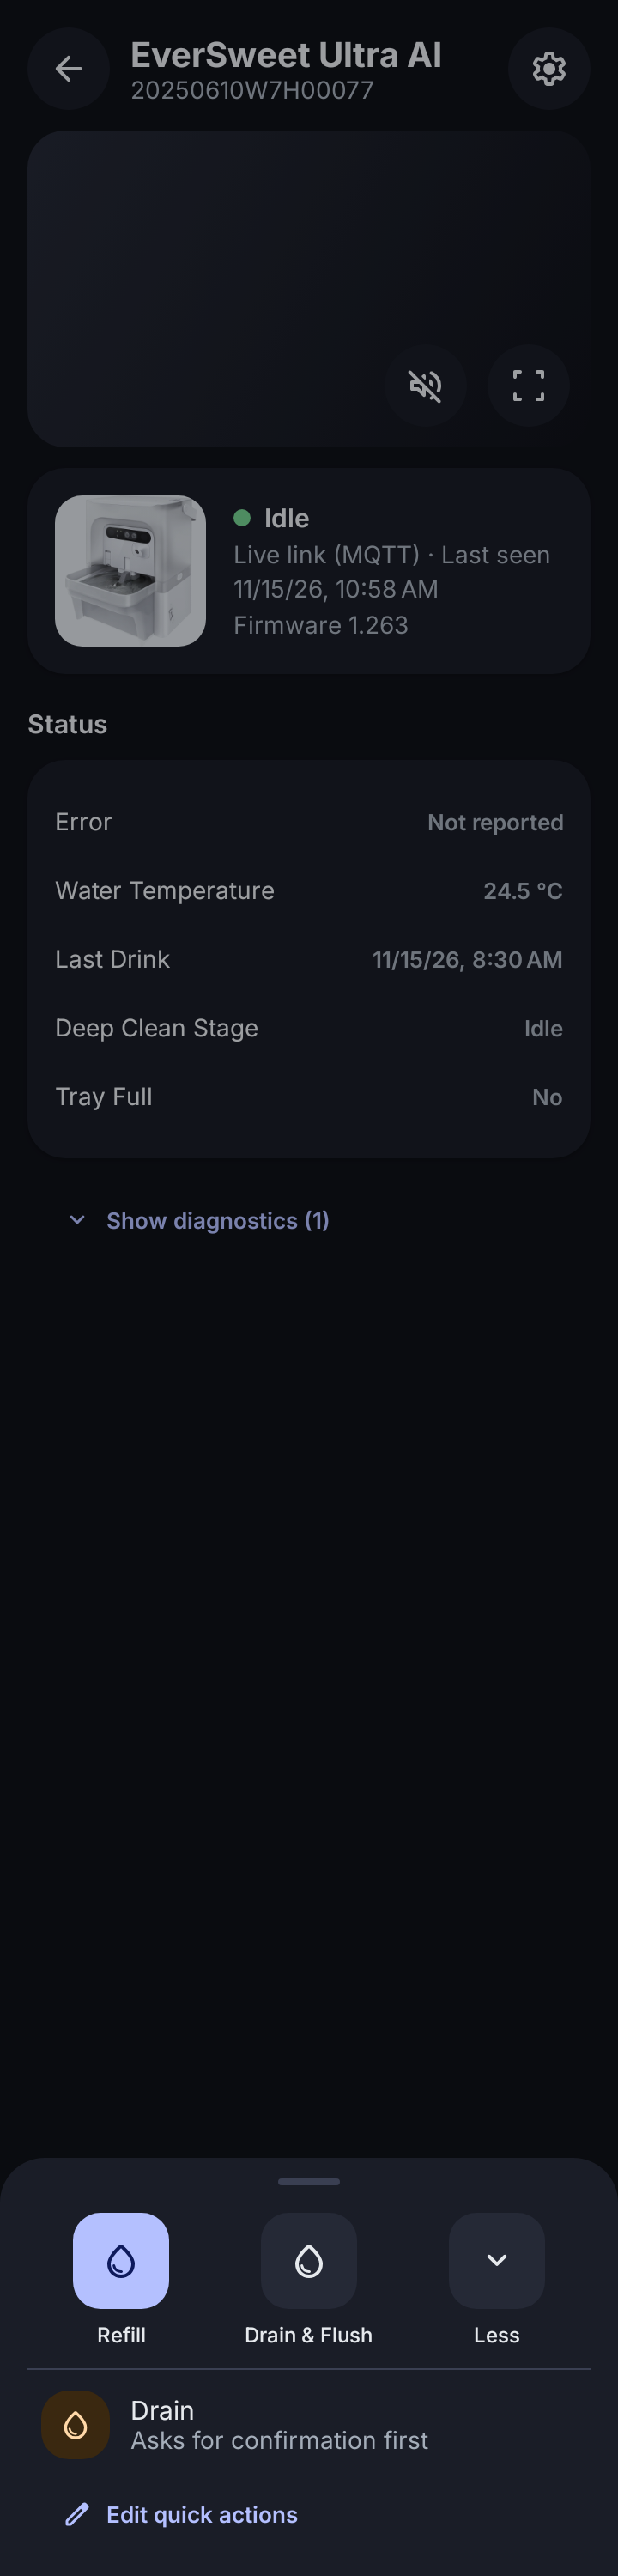 EverSweet Ultra AI
20250610W7H00077
Idle
Live link (MQTT) · Last seen
11/15/26, 10:58 AM
Firmware 1.263
Status
Error Not reported
Water Temperature 24.5 °C
Last Drink 11/15/26, 8:30 AM
Deep Clean Stage Idle
Tray Full No
Show diagnostics (1)
Refill Drain & Flush Less
Drain
Asks for confirmation first
Edit quick actions